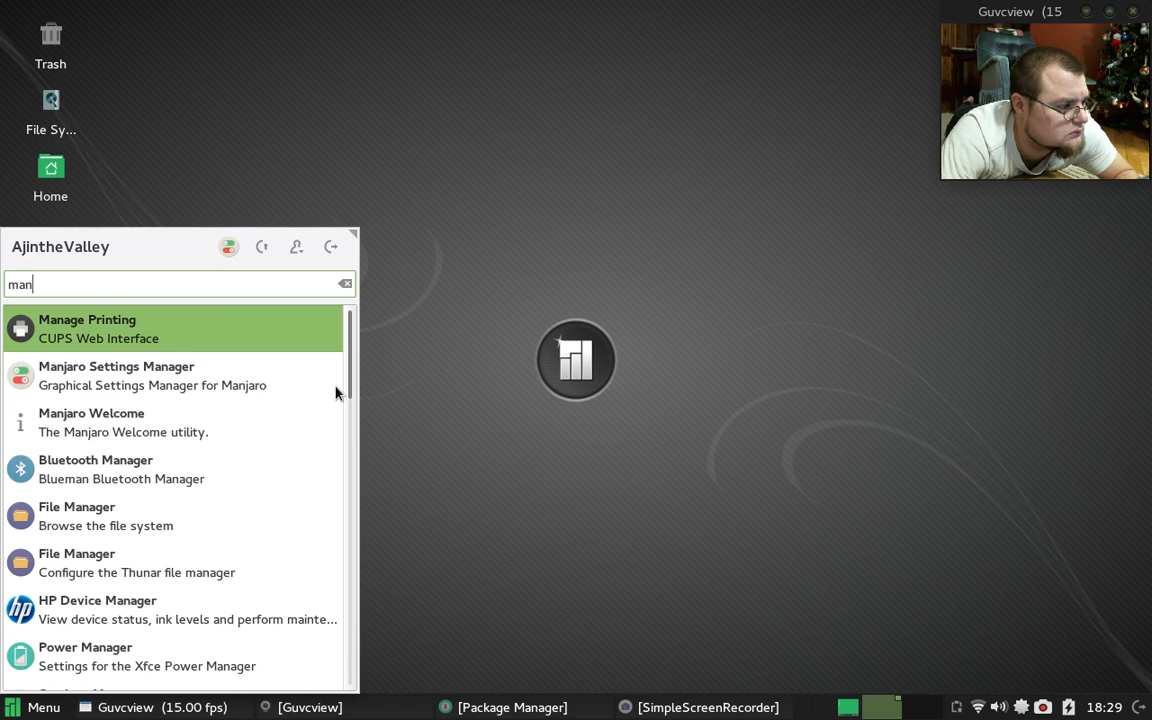 Guvcview (15
Trash
File Sy...
Home
AjintheValley
man
Manage Printing
CUPS Web Interface
Manjaro Settings Manager
Graphical Settings Manager for Manjaro
Manjaro Welcome
The Manjaro Welcome utility.
Bluetooth Manager
Blueman Bluetooth Manager
File Manager
Browse the file system
File Manager
Configure the Thunar file manager
HP Device Manager
View device status, ink levels and perform mainte...
Power Manager
Settings for the Xfce Power Manager
Menu
Guvcview (15.00 fps)
[Guvcview]
[Package Manager]
[SimpleScreenRecorder]
18:29